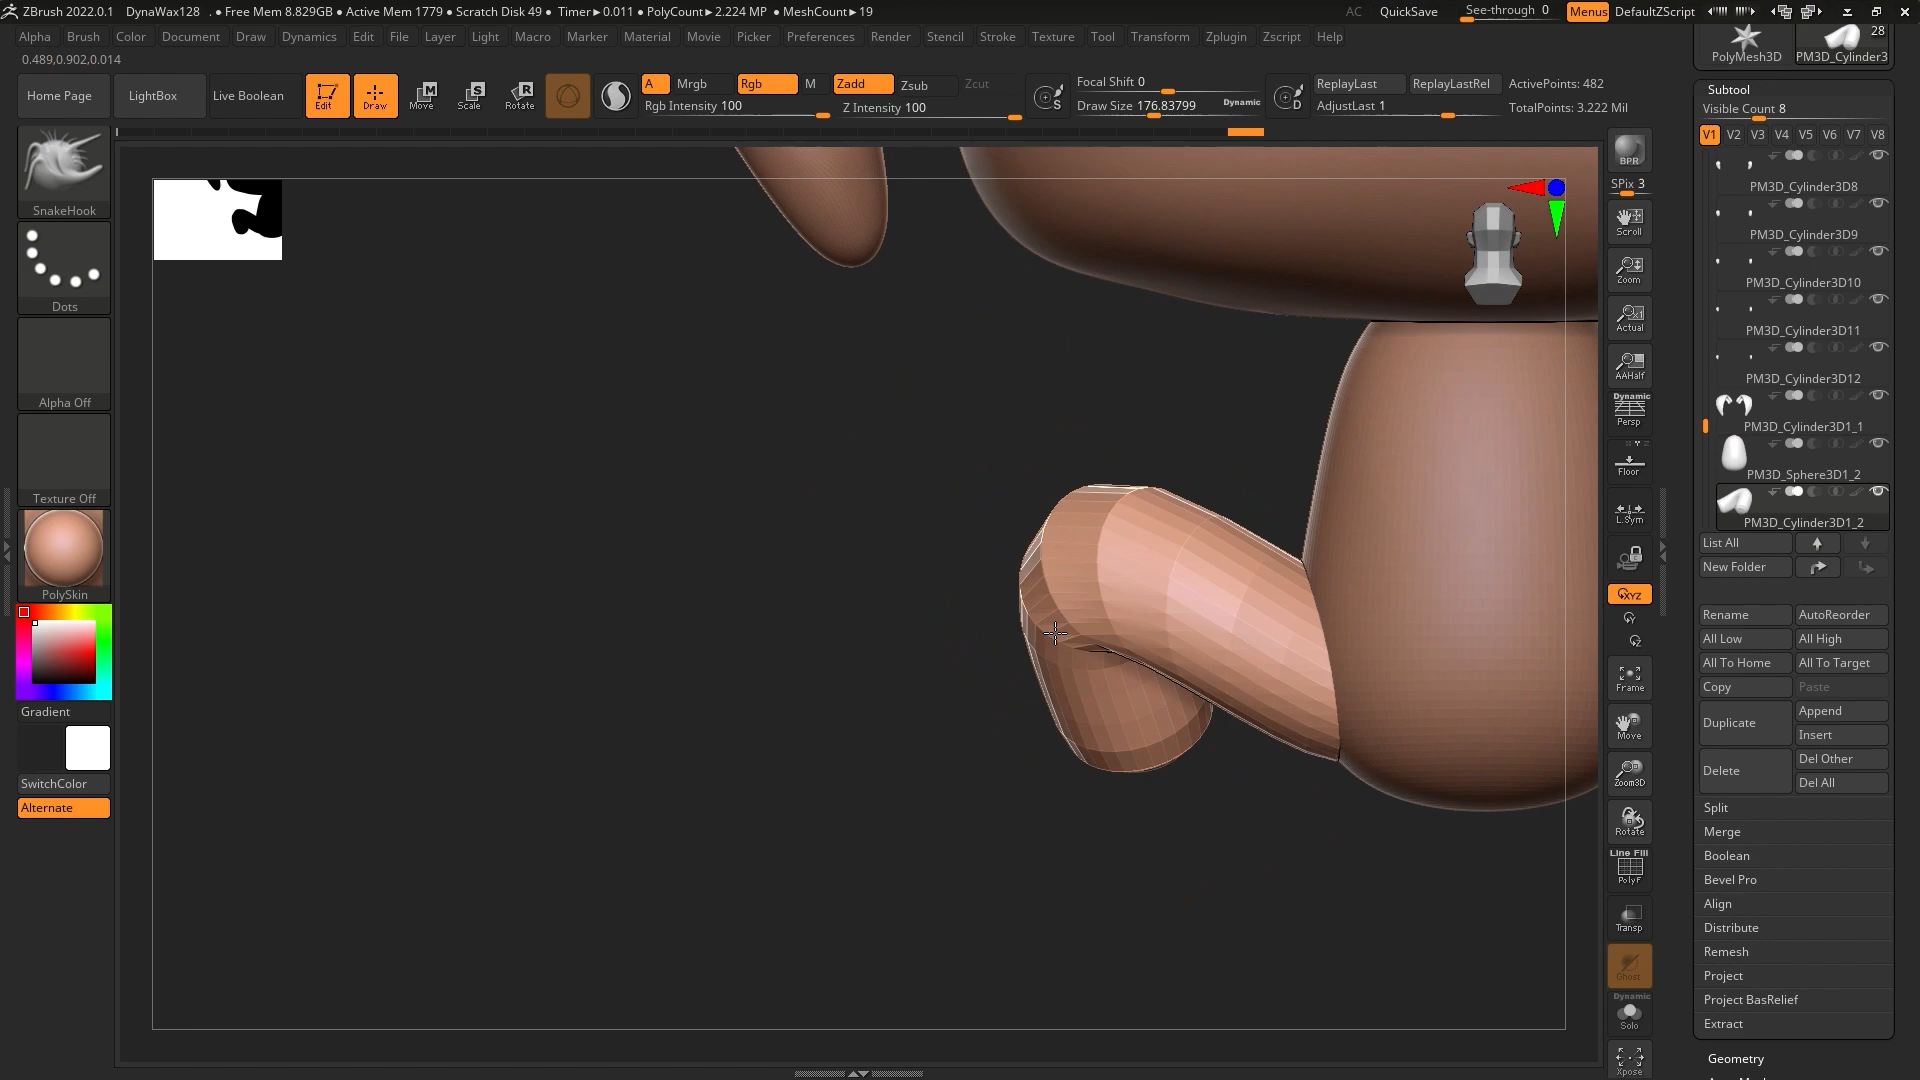 ZBrush 2022.0.1 DynaWax128 . ● Free Mem 8.829GB ● Active Mem 1779 ● Scratch Disk 49 ● Timer►0.011 ● PolyCount►2.224 MP ● MeshCount►19 AC QuickSave See-through 0 Menus DefaultZScript
Alpha Brush Color Document Draw Dynamics Edit File Layer Light Macro Marker Material Movie Picker Preferences Render Stencil Stroke Texture Tool Transform Zplugin Zscript Help
0.489,0.902,0.014
Home Page LightBox Live Boolean Edit Draw Move Scale Rotate
M S R
A Mrgb Rgb M Zadd Zsub Zcut
Rgb Intensity 100 Z Intensity 100
S Focal Shift 0
Draw Size 176.83799 Dynamic
D ReplayLast ReplayLastRel
AdjustLast 1
ActivePoints: 482
TotalPoints: 3.222 Mil
SnakeHook
Dots
Alpha Off
Texture Off
PolySkin
Gradient
SwitchColor
Alternate
BPR
SPix 3
Scroll
Zoom
Actual
AAHalf
Dynamic
Persp
Floor
L.Sym
XYZ
Frame
Move
Zoom3D
Rotate
Line Fill
PolyF
Transp
Ghost
Dynamic
Solo
Xpose
28
PolyMesh3D PM3D_Cylinder3
Subtool
Visible Count 8
V1 V2 V3 V4 V5 V6 V7 V8
PM3D_Cylinder3D8
PM3D_Cylinder3D9
PM3D_Cylinder3D10
PM3D_Cylinder3D11
PM3D_Cylinder3D12
PM3D_Cylinder3D1_1
PM3D_Sphere3D1_2
PM3D_Cylinder3D1_2
List All
New Folder
Rename AutoReorder
All Low All High
All To Home All To Target
Copy Paste
Duplicate Append
Insert
Delete Del Other
Del All
Split
Merge
Boolean
Bevel Pro
Align
Distribute
Remesh
Project
Project BasRelief
Extract
Geometry